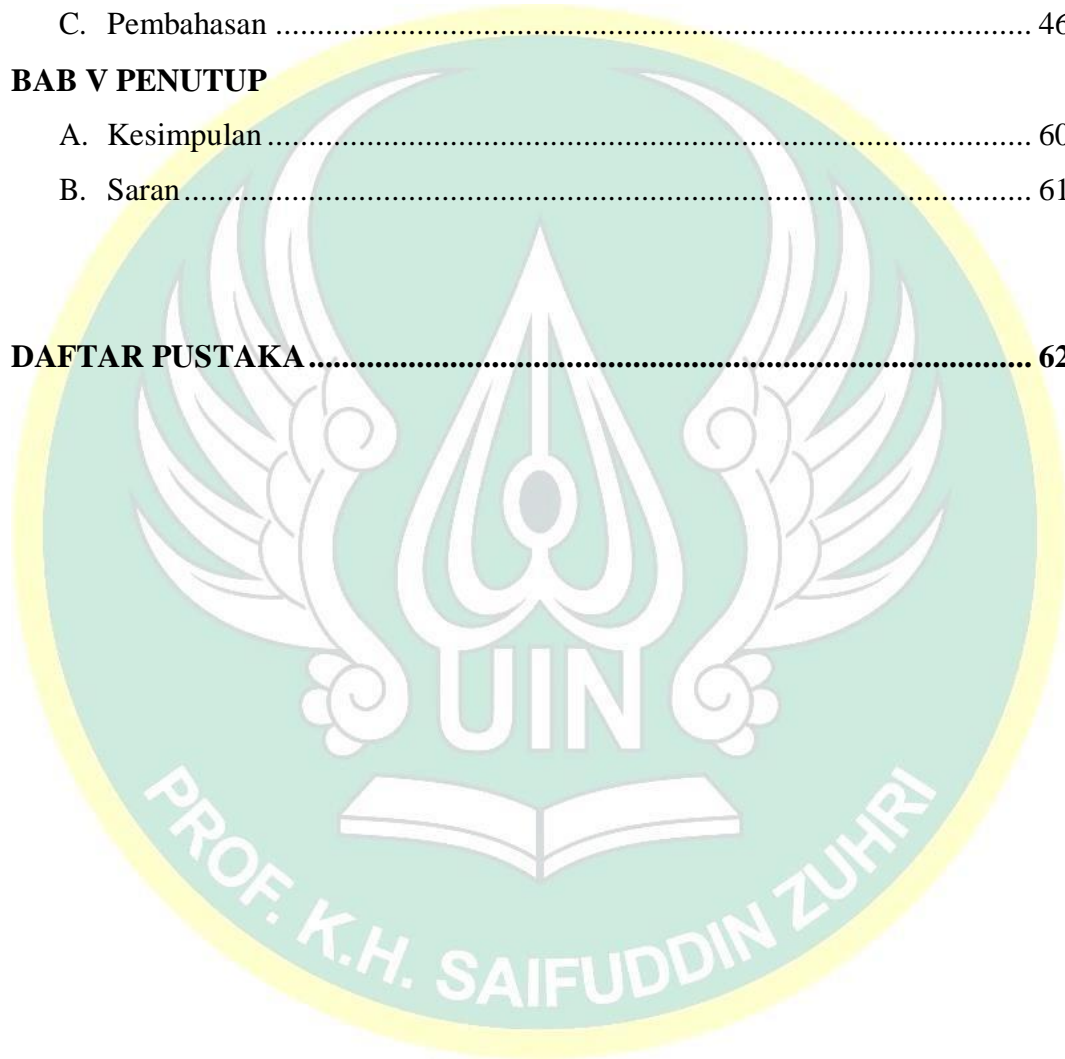 C. Pembahasan ........................................................................................ 46
BAB V PENUTUP
A. Kesimpulan ......................................................................................... 60
B. Saran ................................................................................................... 61
DAFTAR PUSTAKA .................................................................................... 62
UIN
PROF. K.H. SAIFUDDIN ZUHRI